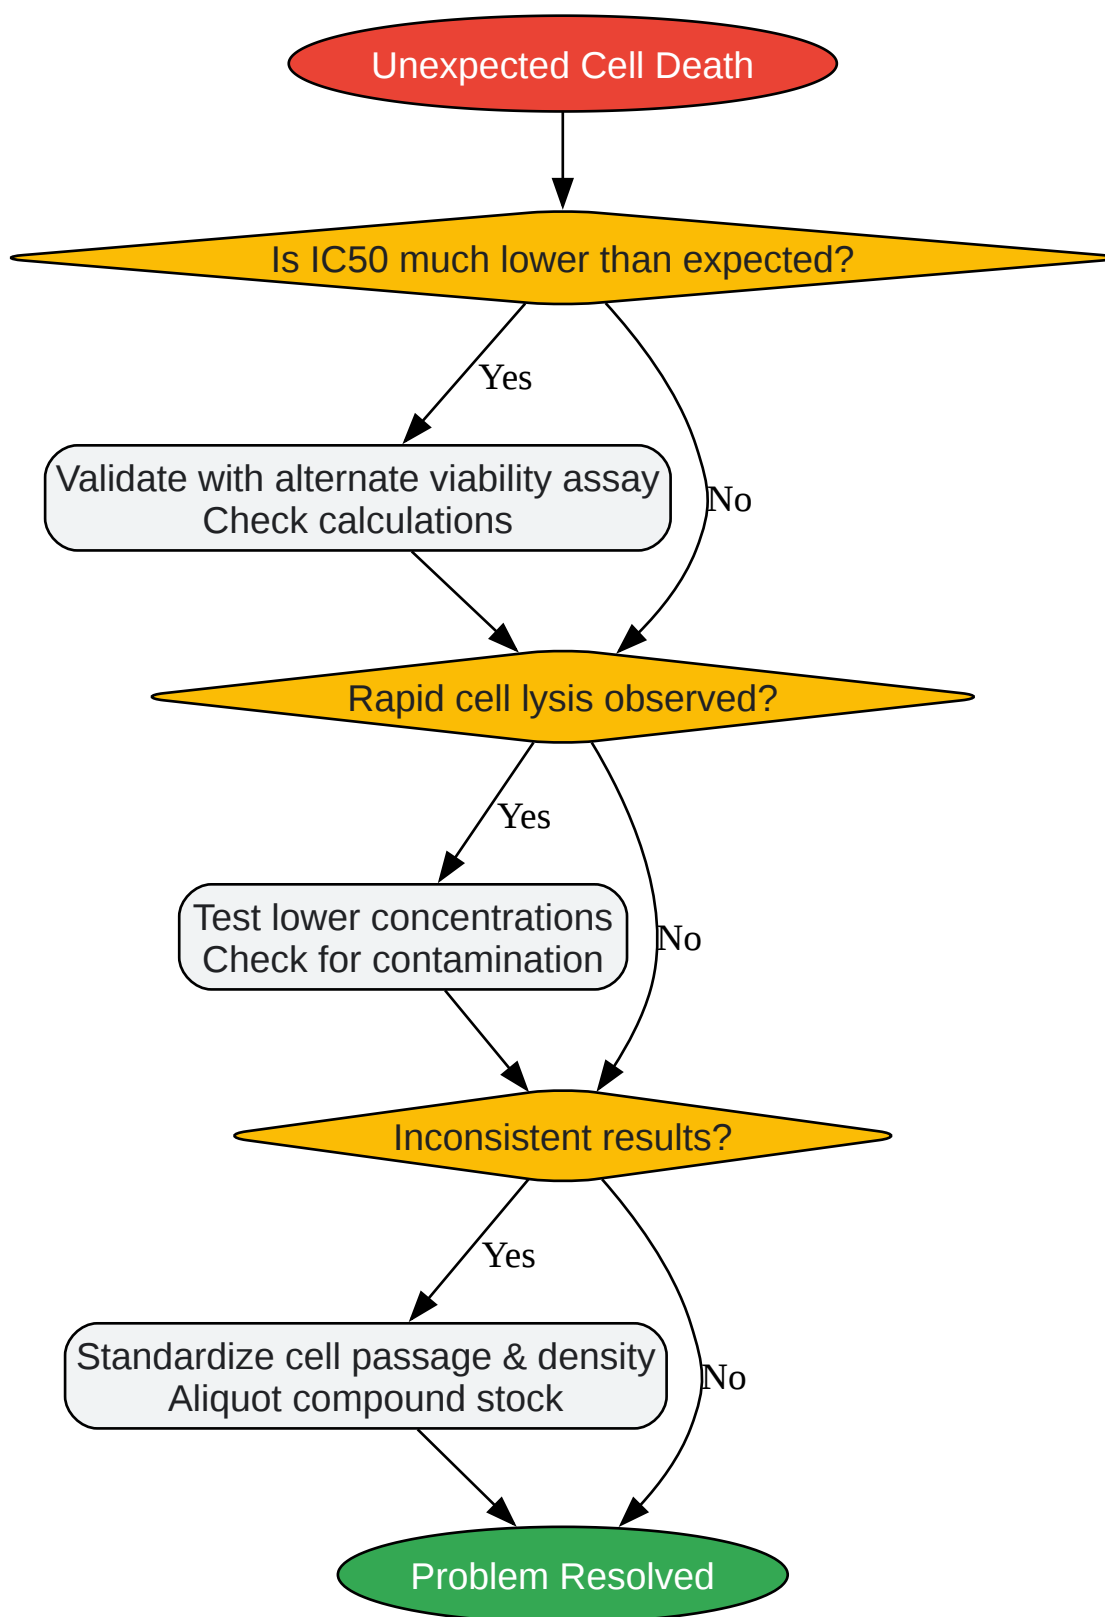 Unexpected Cell Death
Is IC50 much lower than expected?
Yes
Validate with alternate viability assay
Check calculations
No
Rapid cell lysis observed?
Yes
Test lower concentrations
Check for contamination
No
Inconsistent results?
Yes
Standardize cell passage & density
Aliquot compound stock
No
Problem Resolved